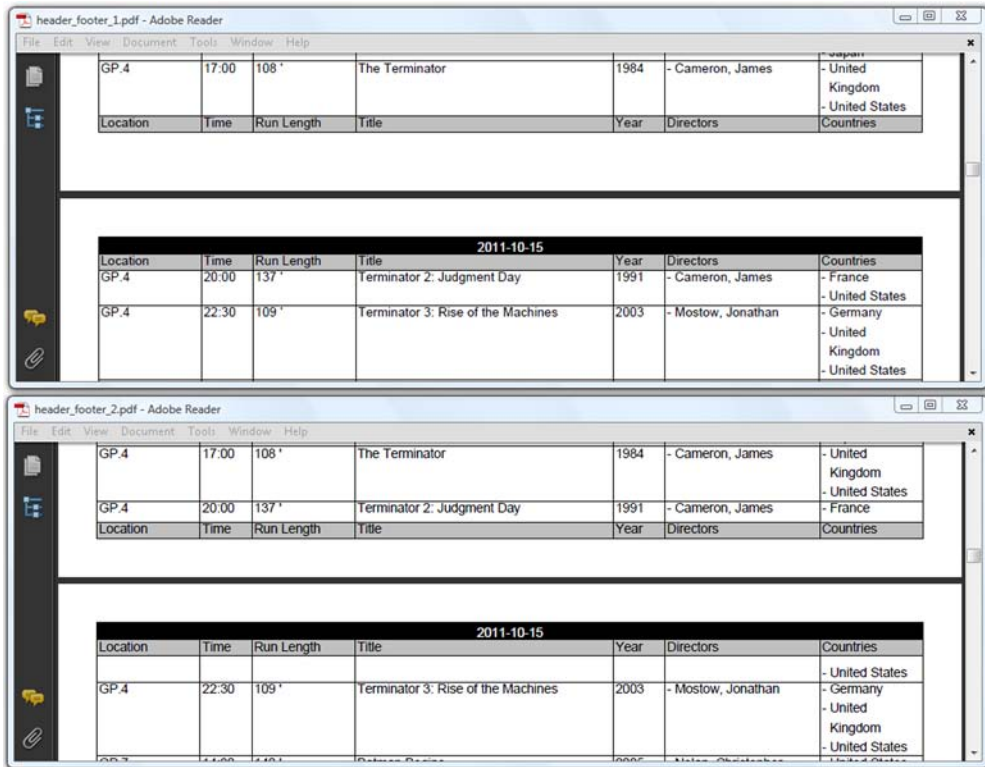 header_footer_1.pdf - Adobe Reader
File Edit View Document Tools Window Help
- Japan
GP.4 17:00 108 ' The Terminator 1984 - Cameron, James - United
Kingdom
- United States
Location Time Run Length Title Year Directors Countries
2011-10-15
Location Time Run Length Title Year Directors Countries
GP.4 20:00 137 ' Terminator 2: Judgment Day 1991 - Cameron, James - France
- United States
GP.4 22:30 109 ' Terminator 3: Rise of the Machines 2003 - Mostow, Jonathan - Germany
- United
Kingdom
- United States
header_footer_2.pdf - Adobe Reader
File Edit View Document Tools Window Help
GP.4 17:00 108 ' The Terminator 1984 - Cameron, James - United
Kingdom
- United States
GP.4 20:00 137 ' Terminator 2: Judgment Day 1991 - Cameron, James - France
Location Time Run Length Title Year Directors Countries
2011-10-15
Location Time Run Length Title Year Directors Countries
- United States
GP.4 22:30 109 ' Terminator 3: Rise of the Machines 2003 - Mostow, Jonathan - Germany
- United
Kingdom
- United States